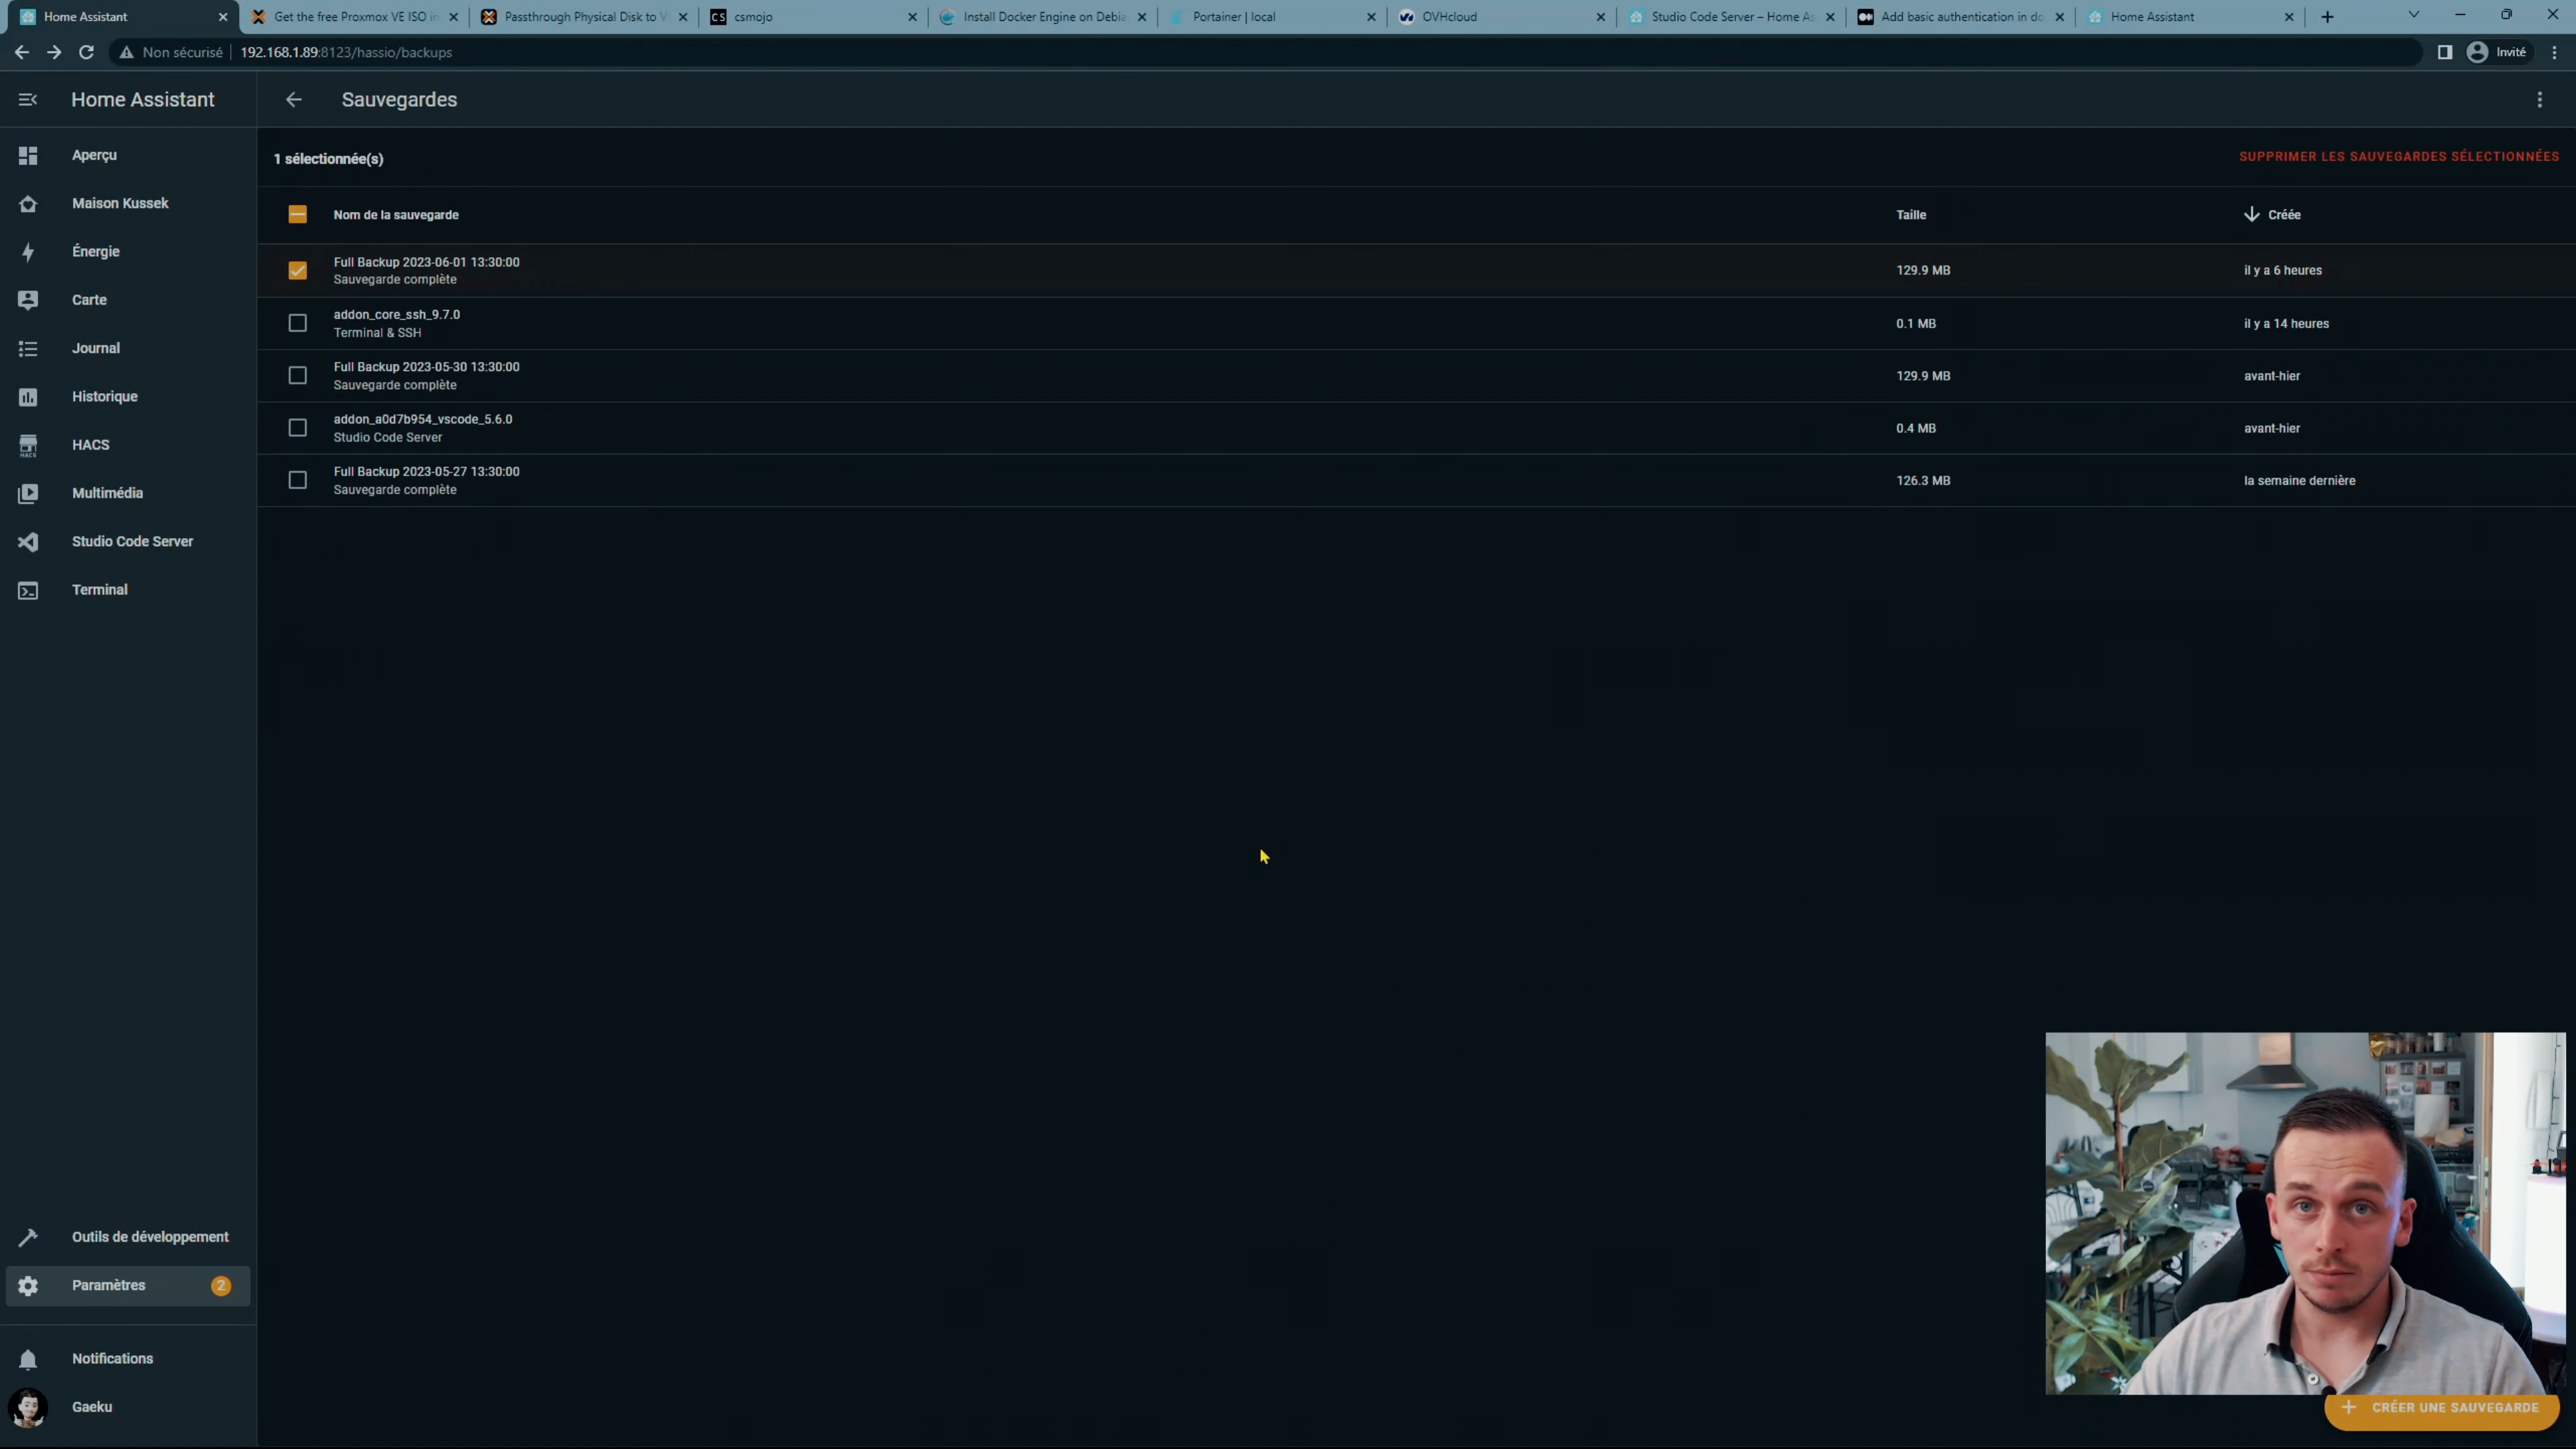 Home Assistant
Get the free Proxmox VE ISO in
Passthrough Physical Disk to V
CS csmojo
Install Docker Engine on Debia
Portainer | local
OVHcloud
Studio Code Server – Home As
Add basic authentication in do
Home Assistant
Non sécurisé
192.168.1.89:8123/hassio/backups
Invité
Home Assistant
Sauvegardes
Aperçu
Maison Kussek
Énergie
Carte
Journal
Historique
HACS
HACS
Multimédia
Studio Code Server
Terminal
Outils de développement
Paramètres
2
Notifications
Gaeku
1 sélectionnée(s)
SUPPRIMER LES SAUVEGARDES SÉLECTIONNÉES
Nom de la sauvegarde
Taille
Créée
Full Backup 2023-06-01 13:30:00
Sauvegarde complète
129.9 MB
il y a 6 heures
addon_core_ssh_9.7.0
Terminal & SSH
0.1 MB
il y a 14 heures
Full Backup 2023-05-30 13:30:00
Sauvegarde complète
129.9 MB
avant-hier
addon_a0d7b954_vscode_5.6.0
Studio Code Server
0.4 MB
avant-hier
Full Backup 2023-05-27 13:30:00
Sauvegarde complète
126.3 MB
la semaine dernière
CRÉER UNE SAUVEGARDE